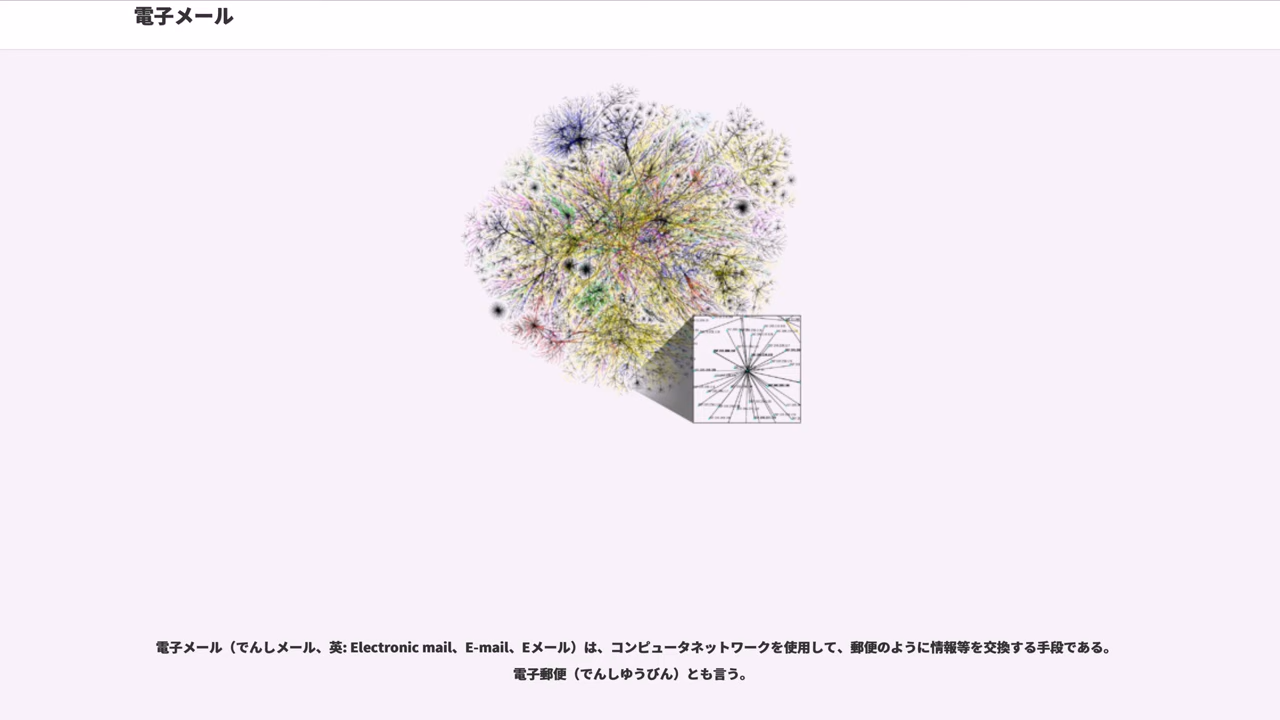 電子メール
電子メール（でんしメール、英: Electronic mail、E-mail、Eメール）は、コンピュータネットワークを使用して、郵便のように情報等を交換する手段である。
電子郵便（でんしゆうびん）とも言う。